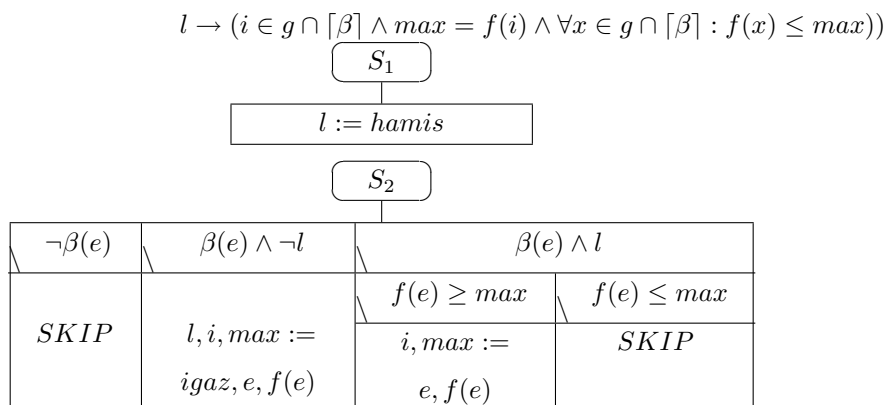 l → (i ∈ g ∩ ⌈β⌉ ∧ max = f(i) ∧ ∀x ∈ g ∩ ⌈β⌉ : f(x) ≤ max))
S₁
l := hamis
S₂
¬β(e) β(e) ∧ ¬l β(e) ∧ l
f(e) ≥ max f(e) ≤ max
SKIP l, i, max := i, max := SKIP
igaz, e, f(e) e, f(e)